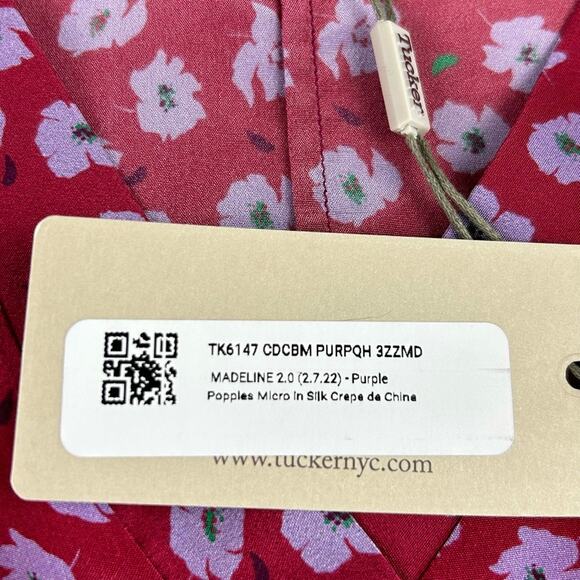 Tucker
TK6147 CDCBM PURPQH 3ZZMD
MADELINE 2.0 (2.7.22) - Purple
Poppies Micro in Silk Crepe de Chine
www.tuckernyc.com